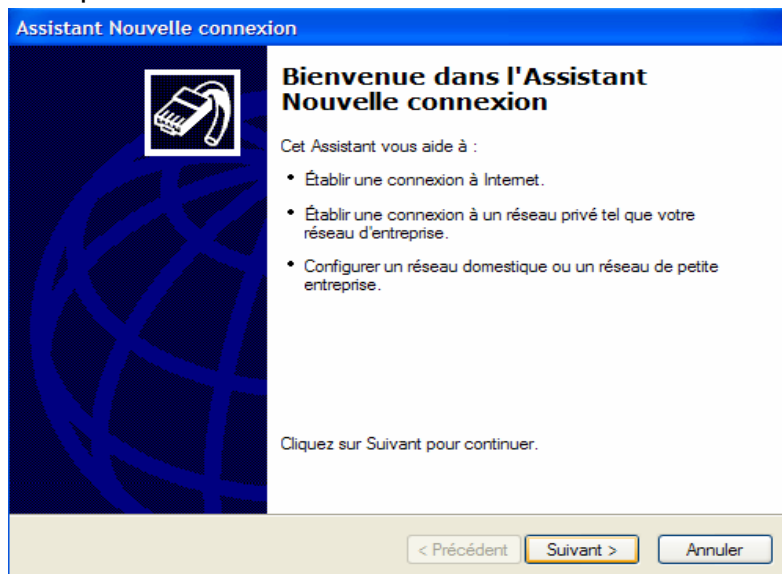 Assistant Nouvelle connexion
Bienvenue dans l'Assistant
Nouvelle connexion
Cet Assistant vous aide à :
• Établir une connexion à Internet.
• Établir une connexion à un réseau privé tel que votre
réseau d'entreprise.
• Configurer un réseau domestique ou un réseau de petite
entreprise.
Cliquez sur Suivant pour continuer.
< Précédent
Suivant >
Annuler